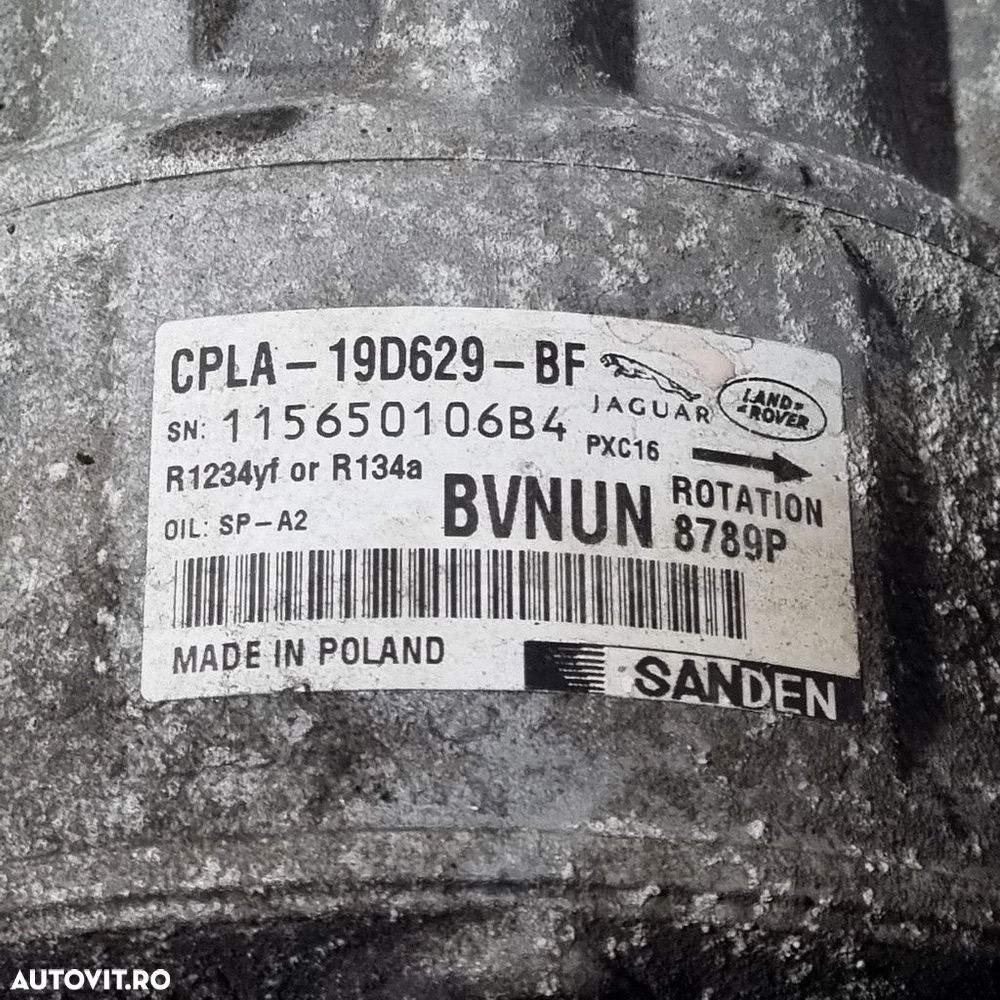 CPLA-19D629-BF
JAGUAR
LAND-
-ROVER
SN: 115650106B4
PXC16
R1234yf or R134a
BVNUN
ROTATION
OIL: SP-A2
8789P
MADE IN POLAND
SANDEN
AUTOVIT.RO